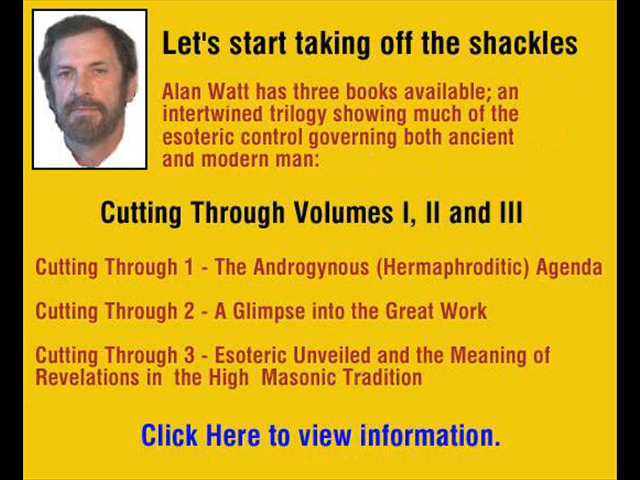 Let's start taking off the shackles
Alan Watt has three books available; an
intertwined trilogy showing much of the
esoteric control governing both ancient
and modern man:
Cutting Through Volumes I, II and III
Cutting Through 1 - The Androgynous (Hermaphroditic) Agenda
Cutting Through 2 - A Glimpse into the Great Work
Cutting Through 3 - Esoteric Unveiled and the Meaning of
Revelations in the High Masonic Tradition
Click Here to view information.